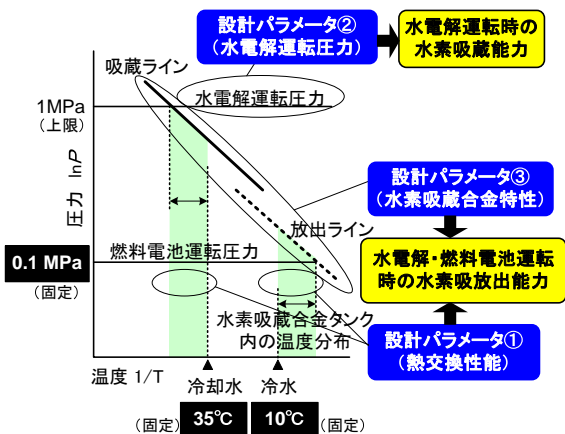 設計パラメータ②
(水電解運転圧力)
水電解運転時の
水素吸蔵能力
吸蔵ライン
水電解運転圧力
1MPa
(上限)
圧力 lnP
設計パラメータ③
(水素吸蔵合金特性)
放出ライン
燃料電池運転圧力
0.1 MPa
(固定)
水電解・燃料電池運転
時の水素吸放出能力
水素吸蔵合金タンク
内の温度分布
設計パラメータ①
(熱交換性能)
温度 1/T
冷却水
冷水
(固定) 35℃ 10℃ (固定)